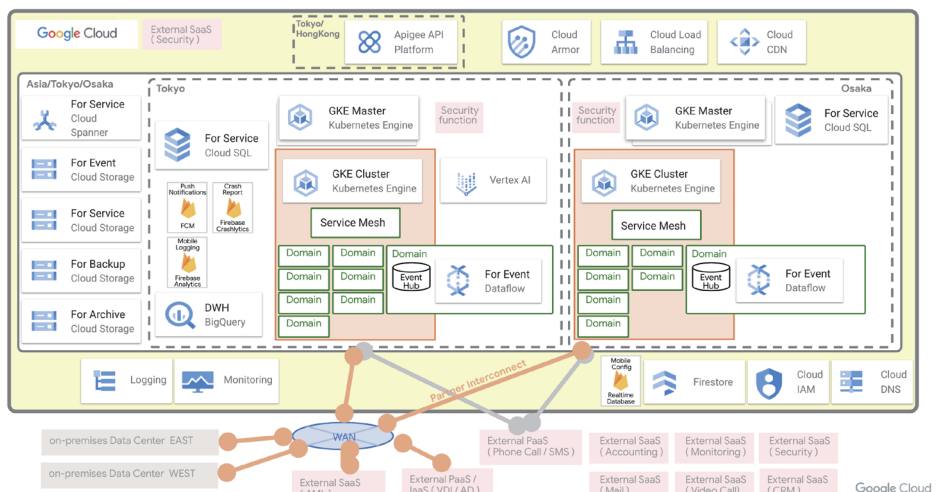 Google Cloud
External SaaS
( Security )
Tokyo/
HongKong
Apigee API
Platform
Cloud
Armor
Cloud Load
Balancing
Cloud
CDN
Asia/Tokyo/Osaka
For Service
Cloud
Spanner
For Event
Cloud Storage
For Service
Cloud Storage
For Backup
Cloud Storage
For Archive
Cloud Storage
Tokyo
For Service
Cloud SQL
GKE Master
Kubernetes Engine
Security
function
Push
Notifications
FCM
Crash
Report
Firebase
Crashlytics
Mobile
Logging
Firebase
Analytics
DWH
BigQuery
GKE Cluster
Kubernetes Engine
Vertex AI
Service Mesh
Domain
Domain
Domain
Domain
Domain
Domain
Domain
Domain
Event
Hub
For Event
Dataflow
Osaka
Security
function
GKE Master
Kubernetes Engine
For Service
Cloud SQL
GKE Cluster
Kubernetes Engine
Service Mesh
Domain
Domain
Domain
Domain
Domain
Domain
Domain
Event
Hub
For Event
Dataflow
Logging
Monitoring
Partner Interconnect
Mobile
Config
Realtime
Database
Firestore
Cloud
IAM
Cloud
DNS
on-premises Data Center EAST
on-premises Data Center WEST
WAN
External SaaS
External PaaS /
IaaS ( VDI / AD )
External PaaS
( Phone Call / SMS )
External SaaS
( Accounting )
External SaaS
( Monitoring )
External SaaS
( Security )
External SaaS
( Mail )
External SaaS
( Video Call )
External SaaS
( CRM )
Google Cloud